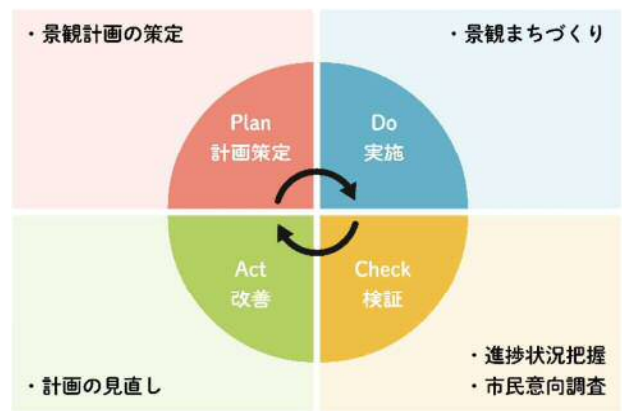 ・景観計画の策定
・景観まちづくり
Plan
計画策定
Do
実施
Act
改善
Check
検証
・計画の見直し
・進捗状況把握
・市民意向調査